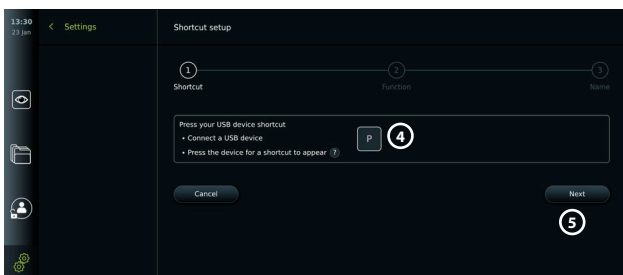 13:30
23 Jan
< Settings
Shortcut setup
1
2
3
Shortcut
Function
Name
Press your USB device shortcut
• Connect a USB device
• Press the device for a shortcut to appear ?
P
4
Cancel
Next
5